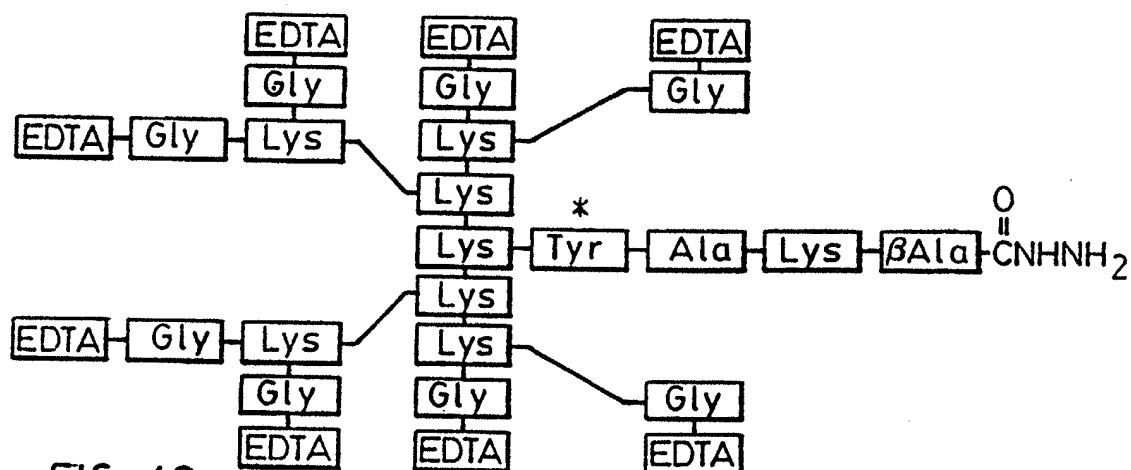 EDTA EDTA EDTA
Gly Gly Gly
EDTA Gly Lys Lys
Lys
*
O
Lys Tyr Ala Lys βAla CNHNH2
Lys
EDTA Gly Lys Lys
Gly Gly Gly
EDTA EDTA EDTA